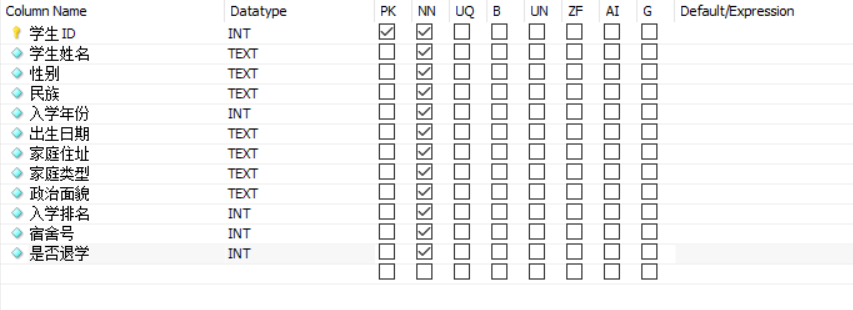 Column Name Datatype PK NN UQ B UN ZF AI G Default/Expression
学生ID INT
学生姓名 TEXT
性别 TEXT
民族 TEXT
入学年份 INT
出生日期 TEXT
家庭住址 TEXT
家庭类型 TEXT
政治面貌 TEXT
入学排名 INT
宿舍号 INT
是否退学 INT